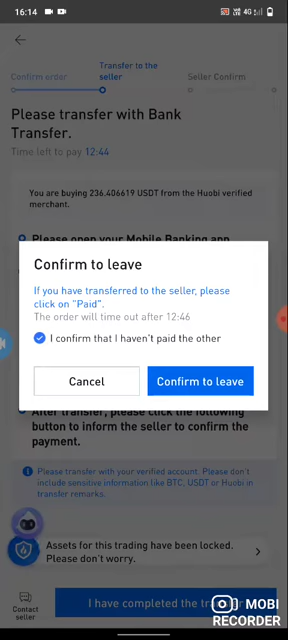 16:14
4G
Transfer to the
Confirm order
seller
Seller Confirm
Please transfer with Bank
Transfer.
Time left to pay 12:44
You are buying 236.406619 USDT from the Huobi verified
merchant.
Please open your Mobile Banking app
Confirm to leave
If you have transferred to the seller, please
click on "Paid".
The order will time out after 12:46
I confirm that I haven't paid the other
Cancel
Confirm to leave
After transfer, please click the following
button to inform the seller to confirm the
payment.
Please transfer with your verified account. Please don't
include sensitive information like BTC, USDT or Huobi in
transfer remarks.
Assets for this trading have been locked.
Please don't worry.
Contact
seller
I have completed the
MOBI
RECORDER